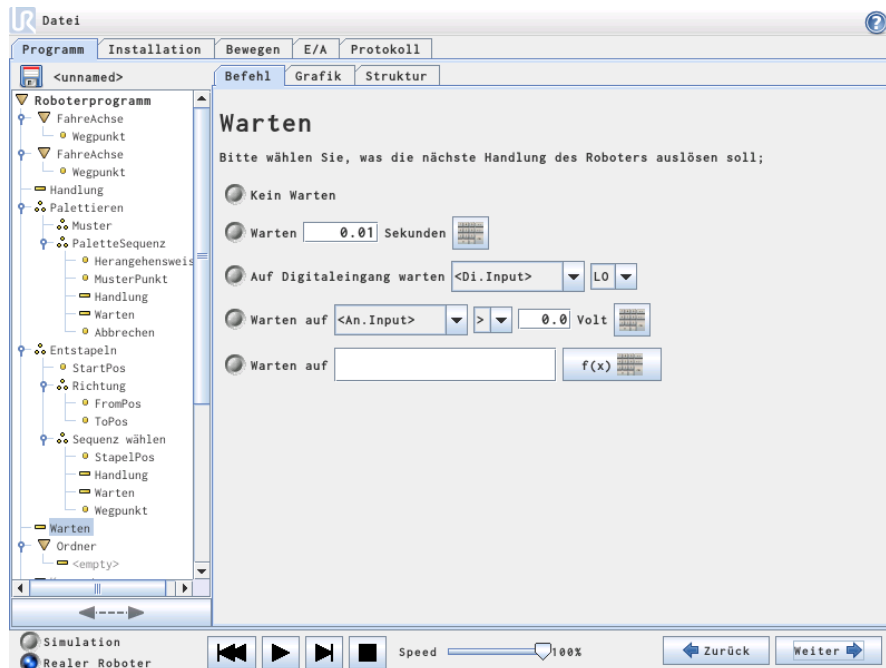 UR Datei
Programm Installation Bewegen E/A Protokoll
<unnamed> Befehl Grafik Struktur
Roboterprogramm
FahreAchse
Wegpunkt
FahreAchse
Wegpunkt
Handlung
Palettieren
Muster
PaletteSequenz
Herangehensweis
MusterPunkt
Handlung
Warten
Abbrechen
Entstapeln
StartPos
Richtung
FromPos
ToPos
Sequenz wählen
StapelPos
Handlung
Warten
Wegpunkt
Warten
Ordner
<empty>
Warten
Bitte wählen Sie, was die nächste Handlung des Roboters auslösen soll;
Kein Warten
Warten 0.01 Sekunden
Auf Digitaleingang warten <Di.Input> LO
Warten auf <An.Input> > 0.0 Volt
Warten auf f(x)
Simulation
Realer Roboter
Speed 100%
Zurück Weiter